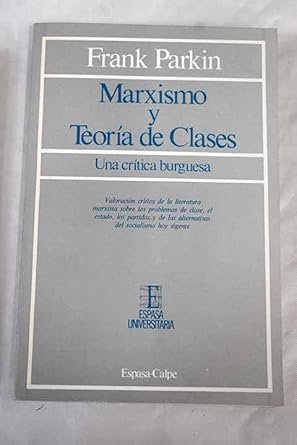 Frank Parkin
Marxismo
y
Teoría de Clases
Una crítica burguesa
Valoración crítica de la literatura
marxista sobre los problemas de clase, el
estado, los partidos, y de las alternativas
del socialismo hoy vigente
E
ESPASA
UNIVERSITARIA
Espasa-Calpe